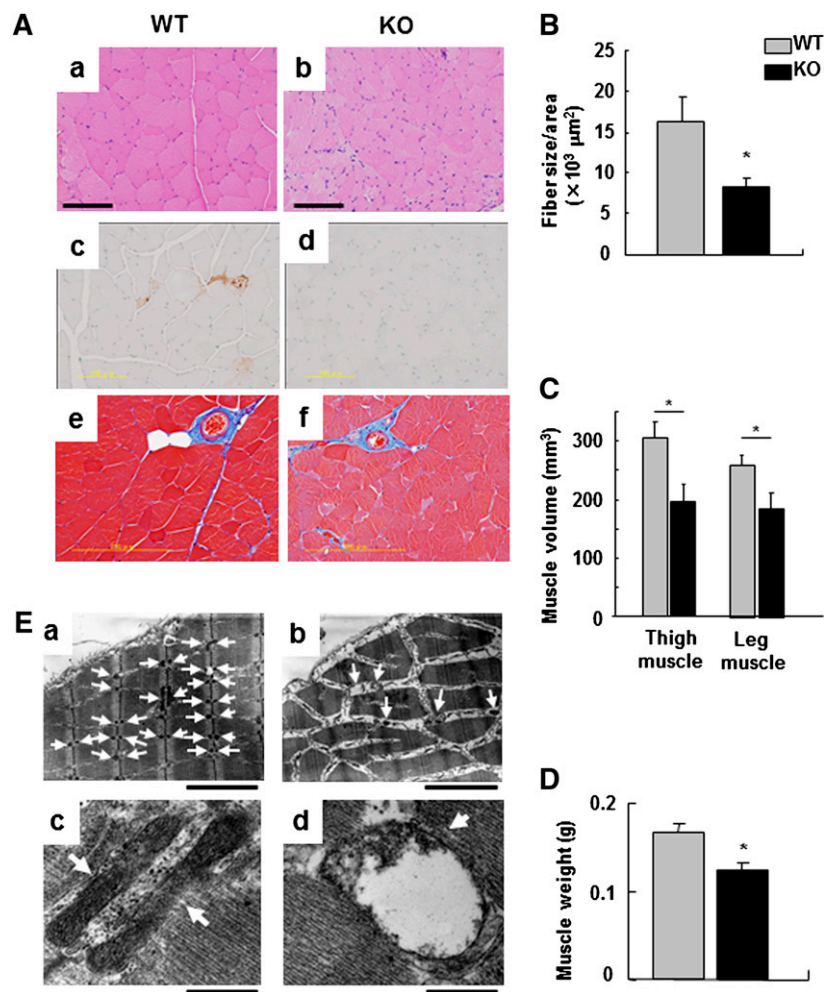 A
WT
KO
a
b
c
d
e
f
B
WT
KO
Fiber size/area
(×10³ μm²)
25
20
15
10
5
0
*
C
Muscle volume (mm³)
300
200
100
0
*
*
Thigh
muscle
Leg
muscle
E
a
b
c
d
D
Muscle weight (g)
0.2
0.1
0
*